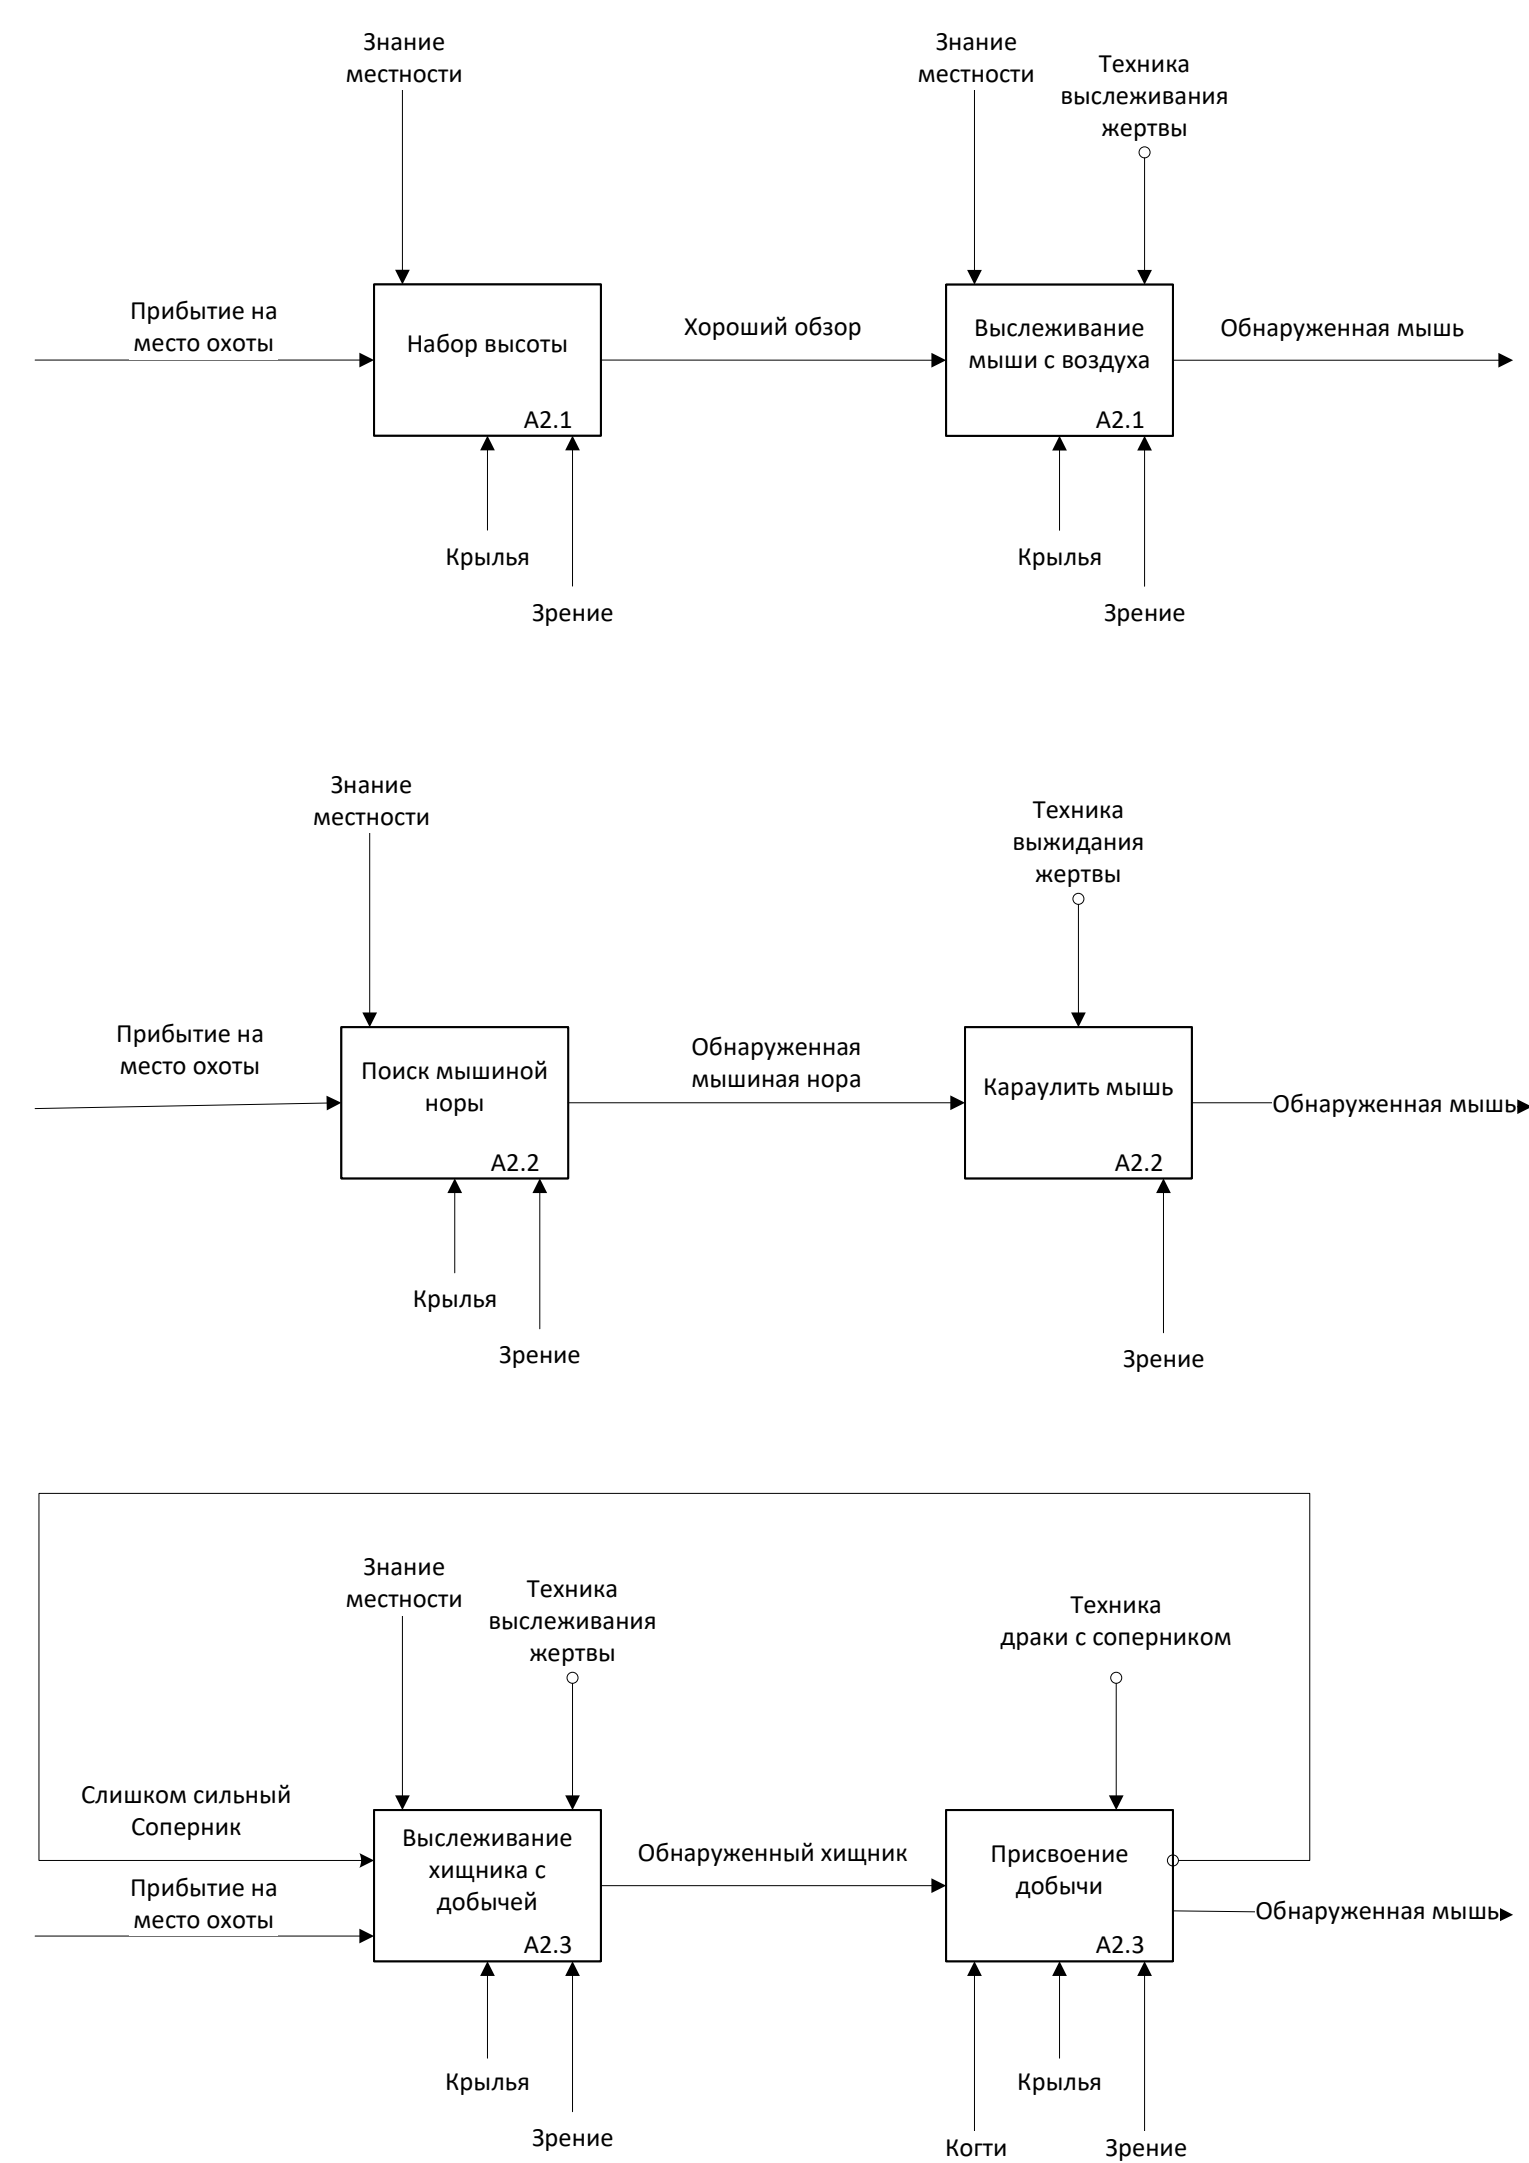 Знание
местности
Знание
местности
Техника
выслеживания
жертвы
Прибытие на
место охоты
Набор высоты
A2.1
Хороший обзор
Выслеживание
мыши с воздуха
A2.1
Обнаруженная мышь
Крылья
Зрение
Крылья
Зрение
Знание
местности
Техника
выжидания
жертвы
Прибытие на
место охоты
Поиск мышиной
норы
A2.2
Обнаруженная
мышиная нора
Караулить мышь
A2.2
Обнаруженная мышь
Крылья
Зрение
Зрение
Знание
местности
Техника
выслеживания
жертвы
Техника
драки с соперником
Слишком сильный
Соперник
Прибытие на
место охоты
Выслеживание
хищника с
добычей
A2.3
Обнаруженный хищник
Присвоение
добычи
A2.3
Обнаруженная мышь
Крылья
Зрение
Когти
Крылья
Зрение